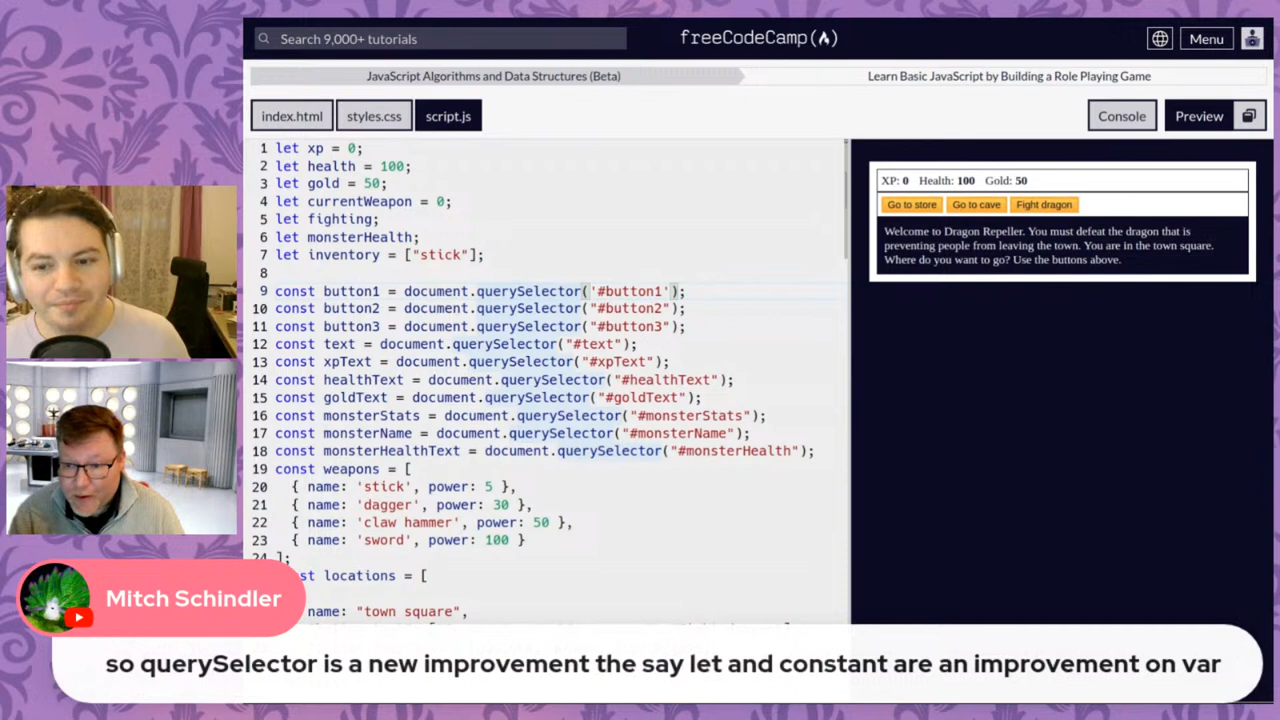 Search 9,000+ tutorials
freeCodeCamp
Menu
JavaScript Algorithms and Data Structures (Beta)
Learn Basic JavaScript by Building a Role Playing Game
index.html
styles.css
script.js
Console
Preview
1 let xp = 0;
2 let health = 100;
3 let gold = 50;
4 let currentWeapon = 0;
5 let fighting;
6 let monsterHealth;
7 let inventory = ["stick"];
8
9 const button1 = document.querySelector('#button1');
10 const button2 = document.querySelector("#button2");
11 const button3 = document.querySelector("#button3");
12 const text = document.querySelector("#text");
13 const xpText = document.querySelector("#xpText");
14 const healthText = document.querySelector("#healthText");
15 const goldText = document.querySelector("#goldText");
16 const monsterStats = document.querySelector("#monsterStats");
17 const monsterName = document.querySelector("#monsterName");
18 const monsterHealthText = document.querySelector("#monsterHealth");
19 const weapons = [
20 { name: 'stick', power: 5 },
21 { name: 'dagger', power: 30 },
22 { name: 'claw hammer', power: 50 },
23 { name: 'sword', power: 100 }
24 ];
st locations = [
name: "town square",
XP: 0 Health: 100 Gold: 50
Go to store
Go to cave
Fight dragon
Welcome to Dragon Repeller. You must defeat the dragon that is
preventing people from leaving the town. You are in the town square.
Where do you want to go? Use the buttons above.
Mitch Schindler
so querySelector is a new improvement the say let and constant are an improvement on var